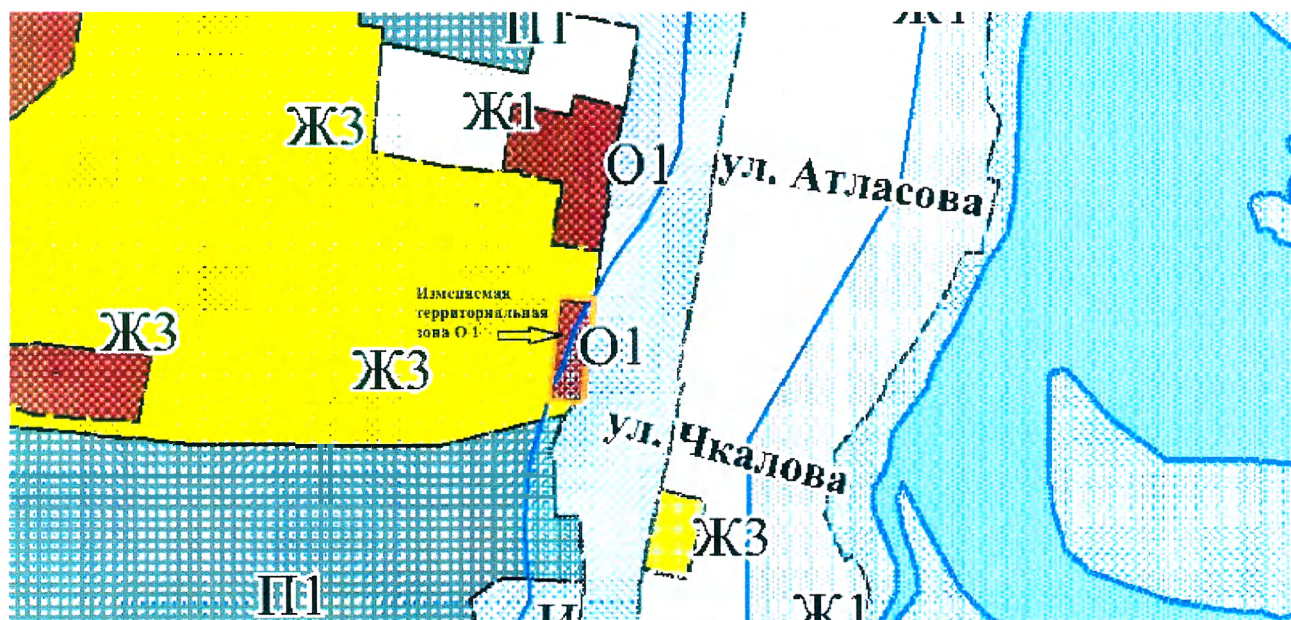 П1
Ж1
Ж3
Ж1
О1
ул. Атласова
Изменяемая
территориальная
зона О 1
О1
Ж3
Ж3
ул. Чкалова
Ж3
П1
Ж1